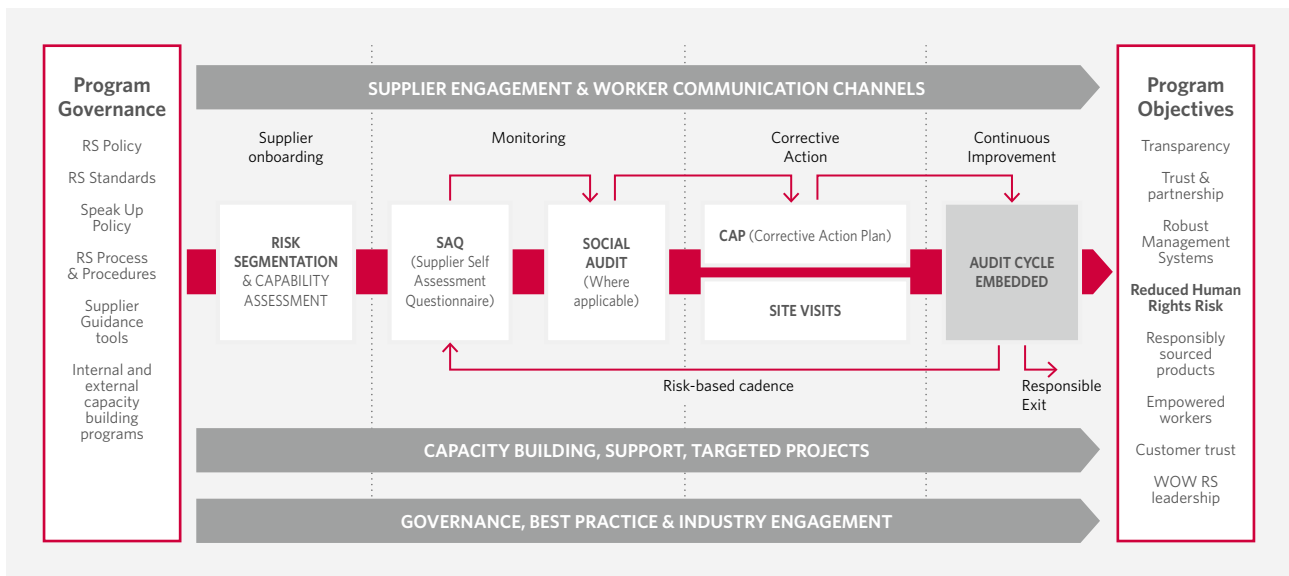 Program
Governance
RS Policy
RS Standards
Speak Up
Policy
RS Process
& Procedures
Supplier
Guidance
tools
Internal and
external
capacity
building
programs
SUPPLIER ENGAGEMENT & WORKER COMMUNICATION CHANNELS
Supplier
onboarding
Monitoring
Corrective
Action
Continuous
Improvement
RISK
SEGMENTATION
& CAPABILITY
ASSESSMENT
SAQ
(Supplier Self
Assessment
Questionnaire)
SOCIAL
AUDIT
(Where
applicable)
CAP (Corrective Action Plan)
SITE VISITS
AUDIT CYCLE
EMBEDDED
Risk-based cadence
Responsible
Exit
CAPACITY BUILDING, SUPPORT, TARGETED PROJECTS
GOVERNANCE, BEST PRACTICE & INDUSTRY ENGAGEMENT
Program
Objectives
Transparency
Trust &
partnership
Robust
Management
Systems
Reduced Human
Rights Risk
Responsibly
sourced
products
Empowered
workers
Customer trust
WOW RS
leadership